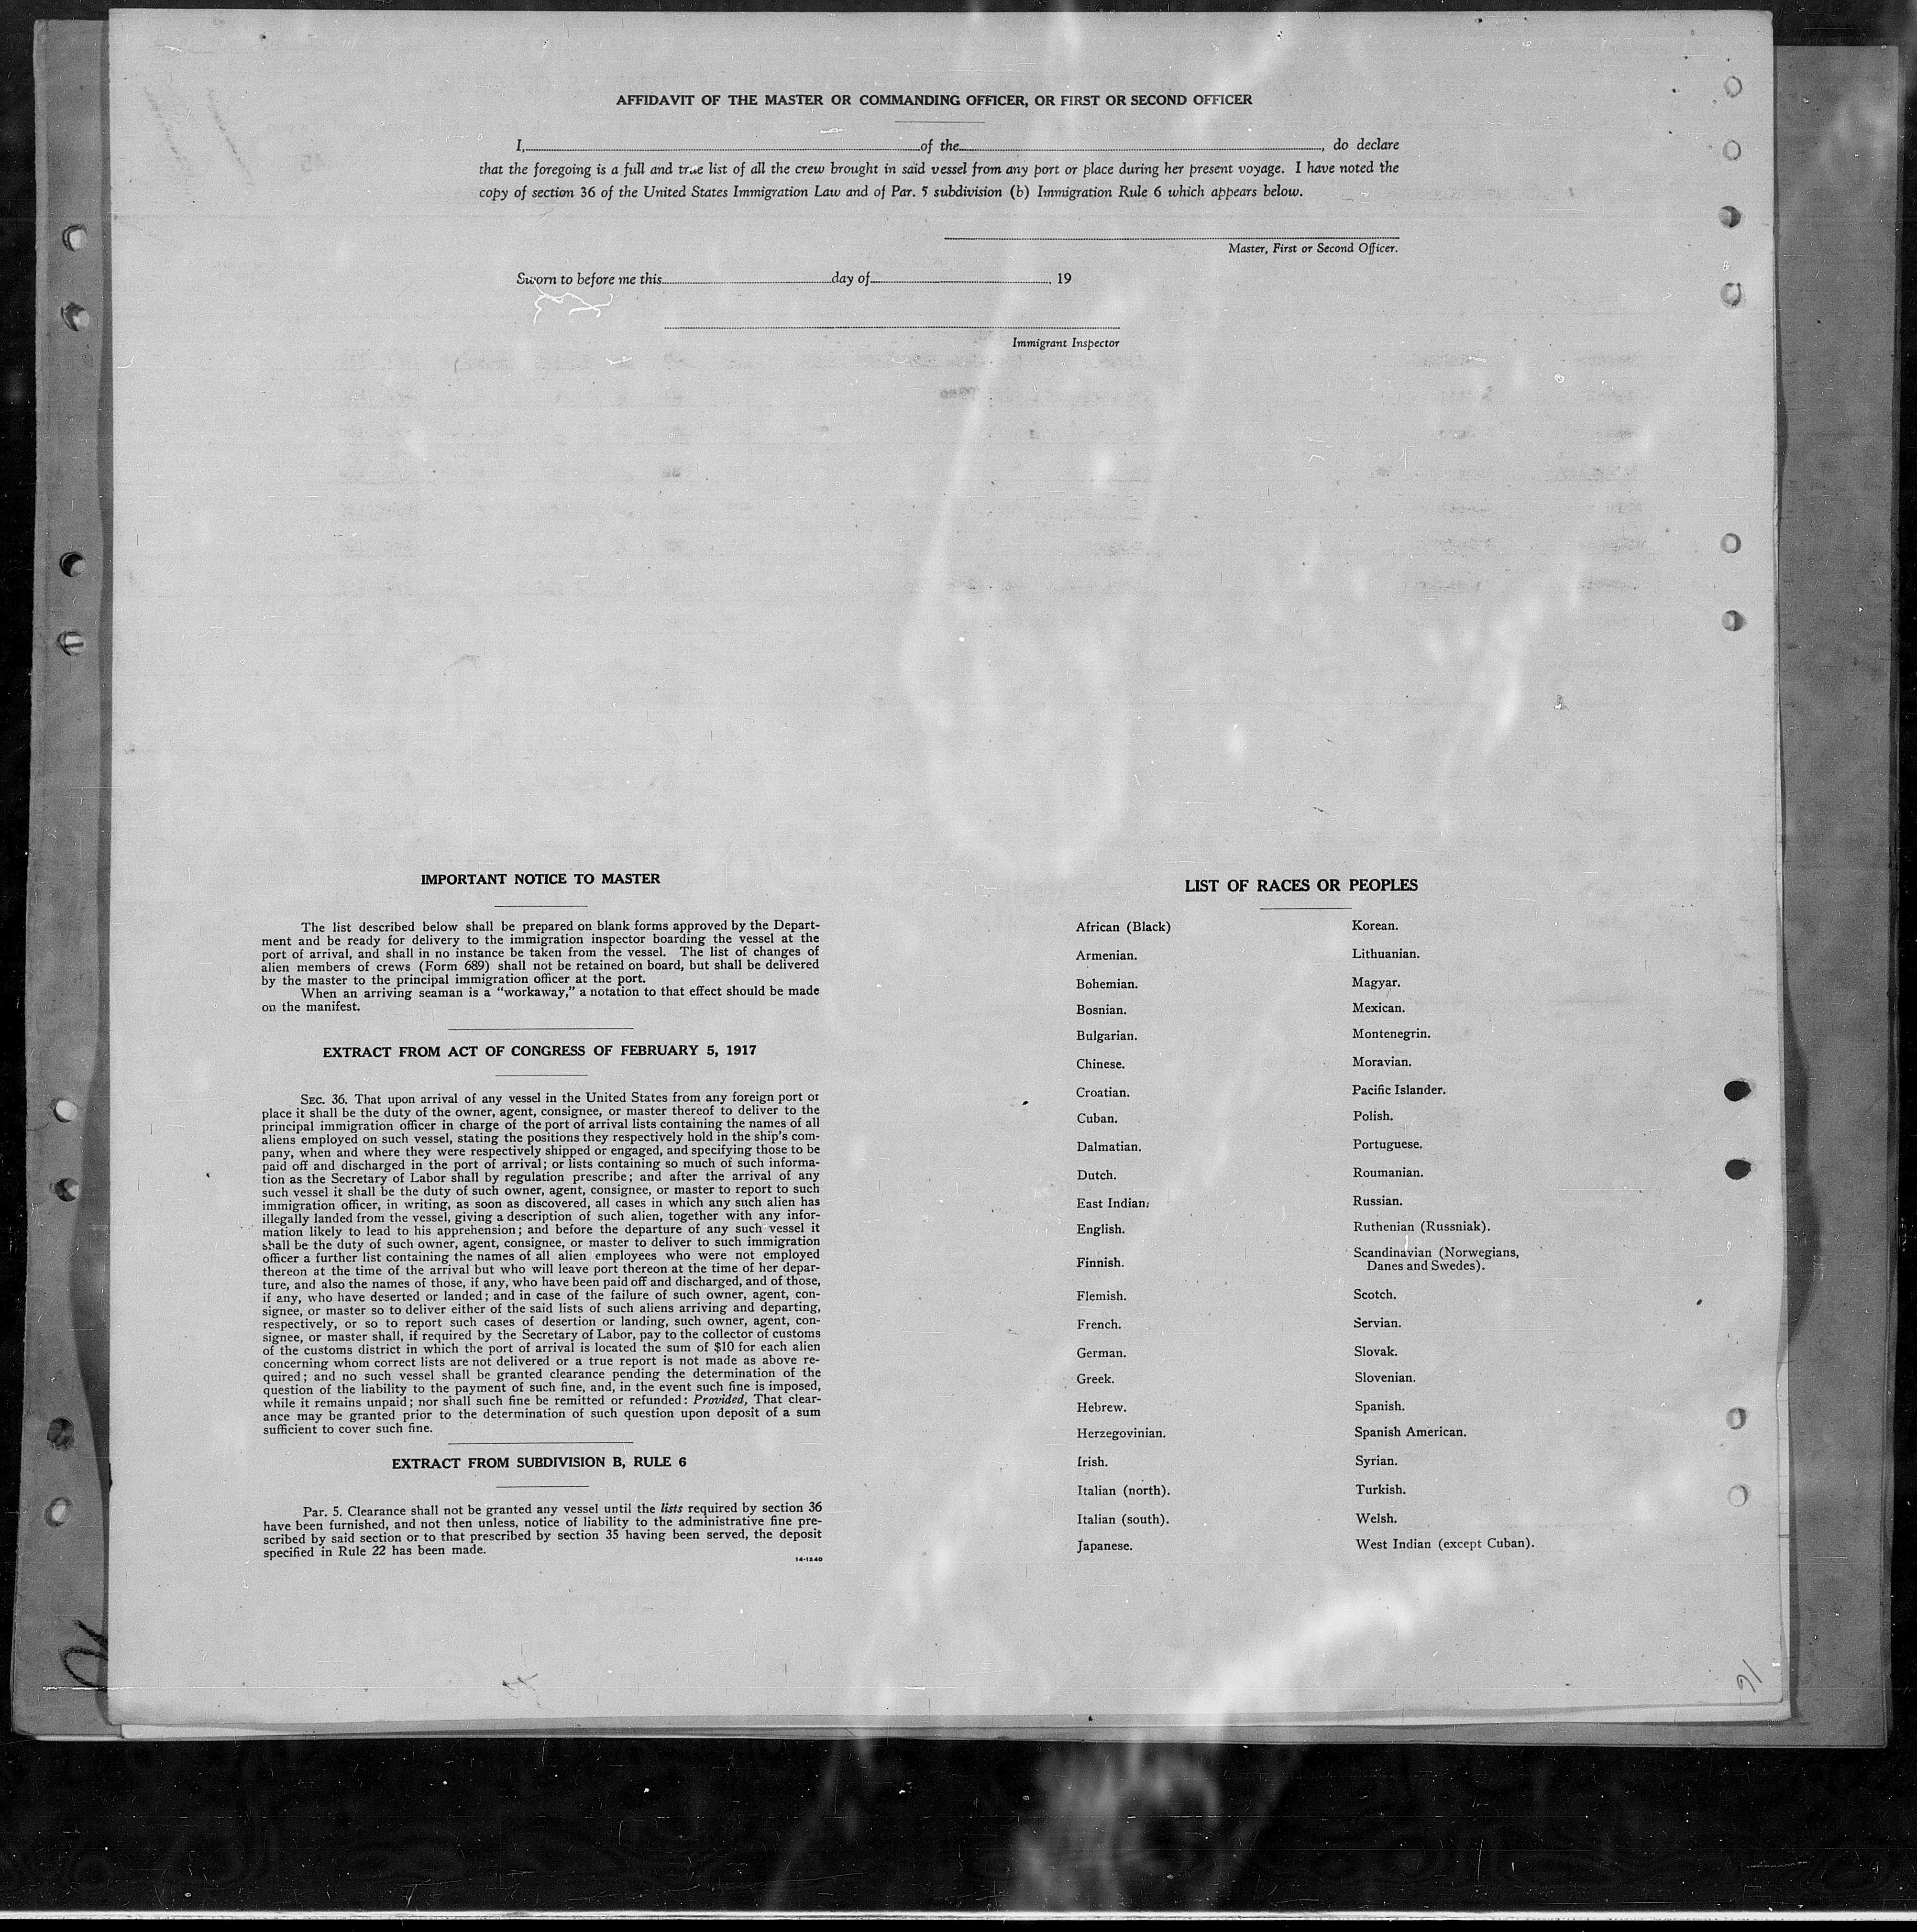 AFFIDAVIT OF THE MASTER OR COMMANDING OFFICER, OR FIRST OR SECOND OFFICER
I, of the , do declare
that the foregoing is a full and true list of all the crew brought in said vessel from any port or place during her present voyage. I have noted the
copy of section 36 of the United States Immigration Law and of Par. 5 subdivision (b) Immigration Rule 6 which appears below.
Master, First or Second Officer.
Sworn to before me this day of , 19
Immigrant Inspector
IMPORTANT NOTICE TO MASTER
The list described below shall be prepared on blank forms approved by the Depart-
ment and be ready for delivery to the immigration inspector boarding the vessel at the
port of arrival, and shall in no instance be taken from the vessel. The list of changes of
alien members of crews (Form 689) shall not be retained on board, but shall be delivered
by the master to the principal immigration officer at the port.
When an arriving seaman is a "workaway," a notation to that effect should be made
on the manifest.
EXTRACT FROM ACT OF CONGRESS OF FEBRUARY 5, 1917
SEC. 36. That upon arrival of any vessel in the United States from any foreign port or
place it shall be the duty of the owner, agent, consignee, or master thereof to deliver to the
principal immigration officer in charge of the port of arrival lists containing the names of all
aliens employed on such vessel, stating the positions they respectively hold in the ship's com-
pany, when and where they were respectively shipped or engaged, and specifying those to be
paid off and discharged in the port of arrival; or lists containing so much of such informa-
tion as the Secretary of Labor shall by regulation prescribe; and after the arrival of any
such vessel it shall be the duty of such owner, agent, consignee, or master to report to such
immigration officer, in writing, as soon as discovered, all cases in which any such alien has
illegally landed from the vessel, giving a description of such alien, together with any infor-
mation likely to lead to his apprehension; and before the departure of any such vessel it
shall be the duty of such owner, agent, consignee, or master to deliver to such immigration
officer a further list containing the names of all alien employees who were not employed
thereon at the time of the arrival but who will leave port thereon at the time of her depar-
ture, and also the names of those, if any, who have been paid off and discharged, and of those,
if any, who have deserted or landed; and in case of the failure of such owner, agent, con-
signee, or master so to deliver either of the said lists of such aliens arriving and departing,
respectively, or so to report such cases of desertion or landing, such owner, agent, con-
signee, or master shall, if required by the Secretary of Labor, pay to the collector of customs
of the customs district in which the port of arrival is located the sum of $10 for each alien
concerning whom correct lists are not delivered or a true report is not made as above re-
quired; and no such vessel shall be granted clearance pending the determination of the
question of the liability to the payment of such fine, and, in the event such fine is imposed,
while it remains unpaid; nor shall such fine be remitted or refunded: Provided, That clear-
ance may be granted prior to the determination of such question upon deposit of a sum
sufficient to cover such fine.
EXTRACT FROM SUBDIVISION B, RULE 6
Par. 5. Clearance shall not be granted any vessel until the lists required by section 36
have been furnished, and not then unless, notice of liability to the administrative fine pre-
scribed by said section or to that prescribed by section 35 having been served, the deposit
specified in Rule 22 has been made.
14-1240
LIST OF RACES OR PEOPLES
African (Black)
Armenian.
Bohemian.
Bosnian.
Bulgarian.
Chinese.
Croatian.
Cuban.
Dalmatian.
Dutch.
East Indian.
English.
Finnish.
Flemish.
French.
German.
Greek.
Hebrew.
Herzegovinian.
Irish.
Italian (north).
Italian (south).
Japanese.
Korean.
Lithuanian.
Magyar.
Mexican.
Montenegrin.
Moravian.
Pacific Islander.
Polish.
Portuguese.
Roumanian.
Russian.
Ruthenian (Russniak).
Scandinavian (Norwegians,
Danes and Swedes).
Scotch.
Servian.
Slovak.
Slovenian.
Spanish.
Spanish American.
Syrian.
Turkish.
Welsh.
West Indian (except Cuban).